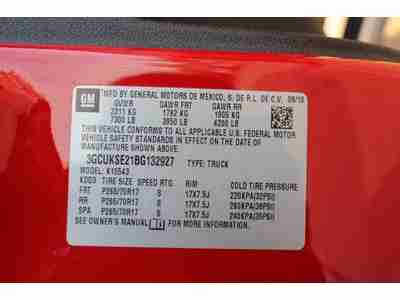 GM
MFD BY GENERAL MOTORS DE MEXICO, S. DE R.L. DE C.V. 09/10
GVWR GAWR FRT GAWR RR
3311 KG 1792 KG 1905 KG
7300 LB 3950 LB 4200 LB
THIS VEHICLE CONFORMS TO ALL APPLICABLE U.S. FEDERAL MOTOR
VEHICLE SAFETY STANDARDS IN EFFECT ON THE DATE OF
MANUFACTURE SHOWN ABOVE.
3GCUKSE21BG132927 TYPE: TRUCK
MODEL: K15543
TIRE SIZE SPEED RTG RIM COLD TIRE PRESSURE
FRT P265/70R17 S 17X7.5J
RR P265/70R17 S 17X7.5J
SPA P265/70R17 S 17X7.5J 240KPA(35PSI)
SEE OWNER'S MANUAL FOR MORE INFORMATION.